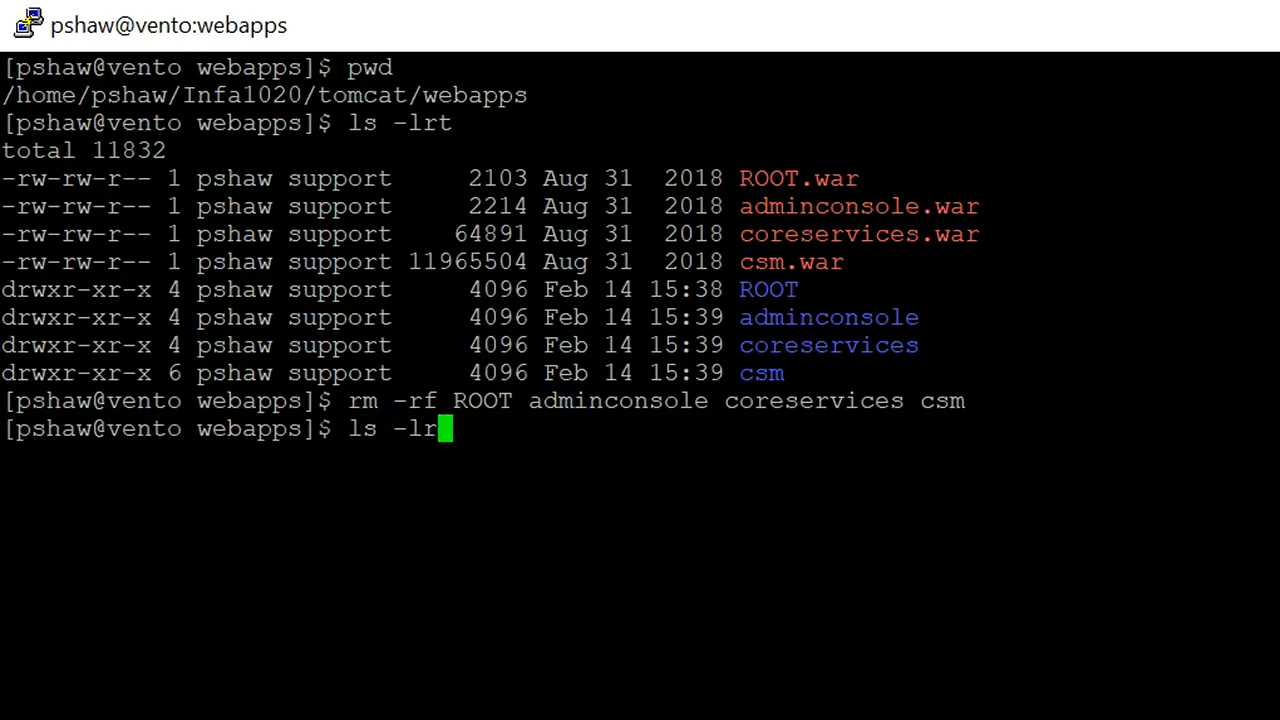 pshaw@vento:webapps
[pshaw@vento webapps]$ pwd
/home/pshaw/Infa1020/tomcat/webapps
[pshaw@vento webapps]$ ls -lrt
total 11832
-rw-rw-r-- 1 pshaw support     2103 Aug 31  2018 ROOT.war
-rw-rw-r-- 1 pshaw support     2214 Aug 31  2018 adminconsole.war
-rw-rw-r-- 1 pshaw support    64891 Aug 31  2018 coreservices.war
-rw-rw-r-- 1 pshaw support 11965504 Aug 31  2018 csm.war
drwxr-xr-x 4 pshaw support     4096 Feb 14 15:38 ROOT
drwxr-xr-x 4 pshaw support     4096 Feb 14 15:39 adminconsole
drwxr-xr-x 4 pshaw support     4096 Feb 14 15:39 coreservices
drwxr-xr-x 6 pshaw support     4096 Feb 14 15:39 csm
[pshaw@vento webapps]$ rm -rf ROOT adminconsole coreservices csm
[pshaw@vento webapps]$ ls -lr